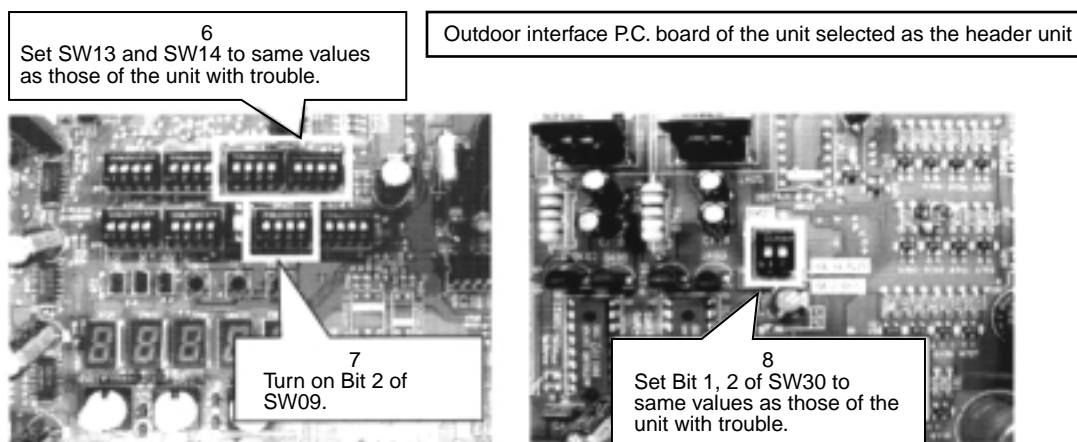 6
Set SW13 and SW14 to same values
as those of the unit with trouble.
Outdoor interface P.C. board of the unit selected as the header unit
7
Turn on Bit 2 of
SW09.
8
Set Bit 1, 2 of SW30 to
same values as those of the
unit with trouble.